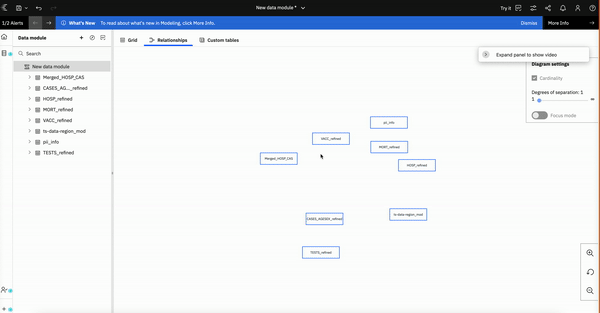 New data module *
Try it
1/2 Alerts
What's New
To read about what's new in Modeling, click More Info.
Dismiss
More Info
Data module
Grid
Relationships
Custom tables
Search
Expand panel to show video
New data module
Diagram settings
Merged_HOSP_CAS
Cardinality
CASES_AG..._refined
Degrees of separation: 1
HOSP_refined
1
MORT_refined
Focus mode
VACC_refined
ts-data-region_mod
pii_info
TESTS_refined
pii_info
VACC_refined
MORT_refined
Merged_HOSP_CAS
HOSP_refined
ts-data-region_mod
CASES_AGESEX_refined
TESTS_refined